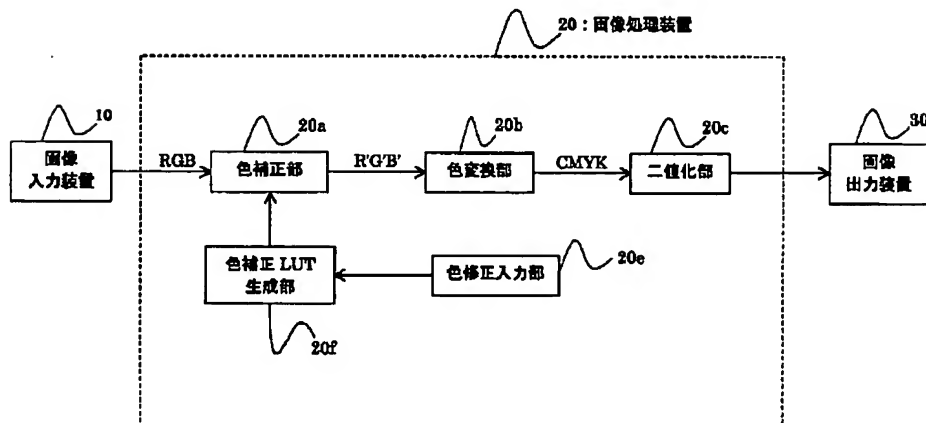 20：画像処理装置
10
20a
20b
20c
30
画像
入力装置
RGB
色補正部
R'G'B'
色変換部
CMYK
二値化部
画像
出力装置
色補正 LUT
生成部
色修正入力部
20e
20f